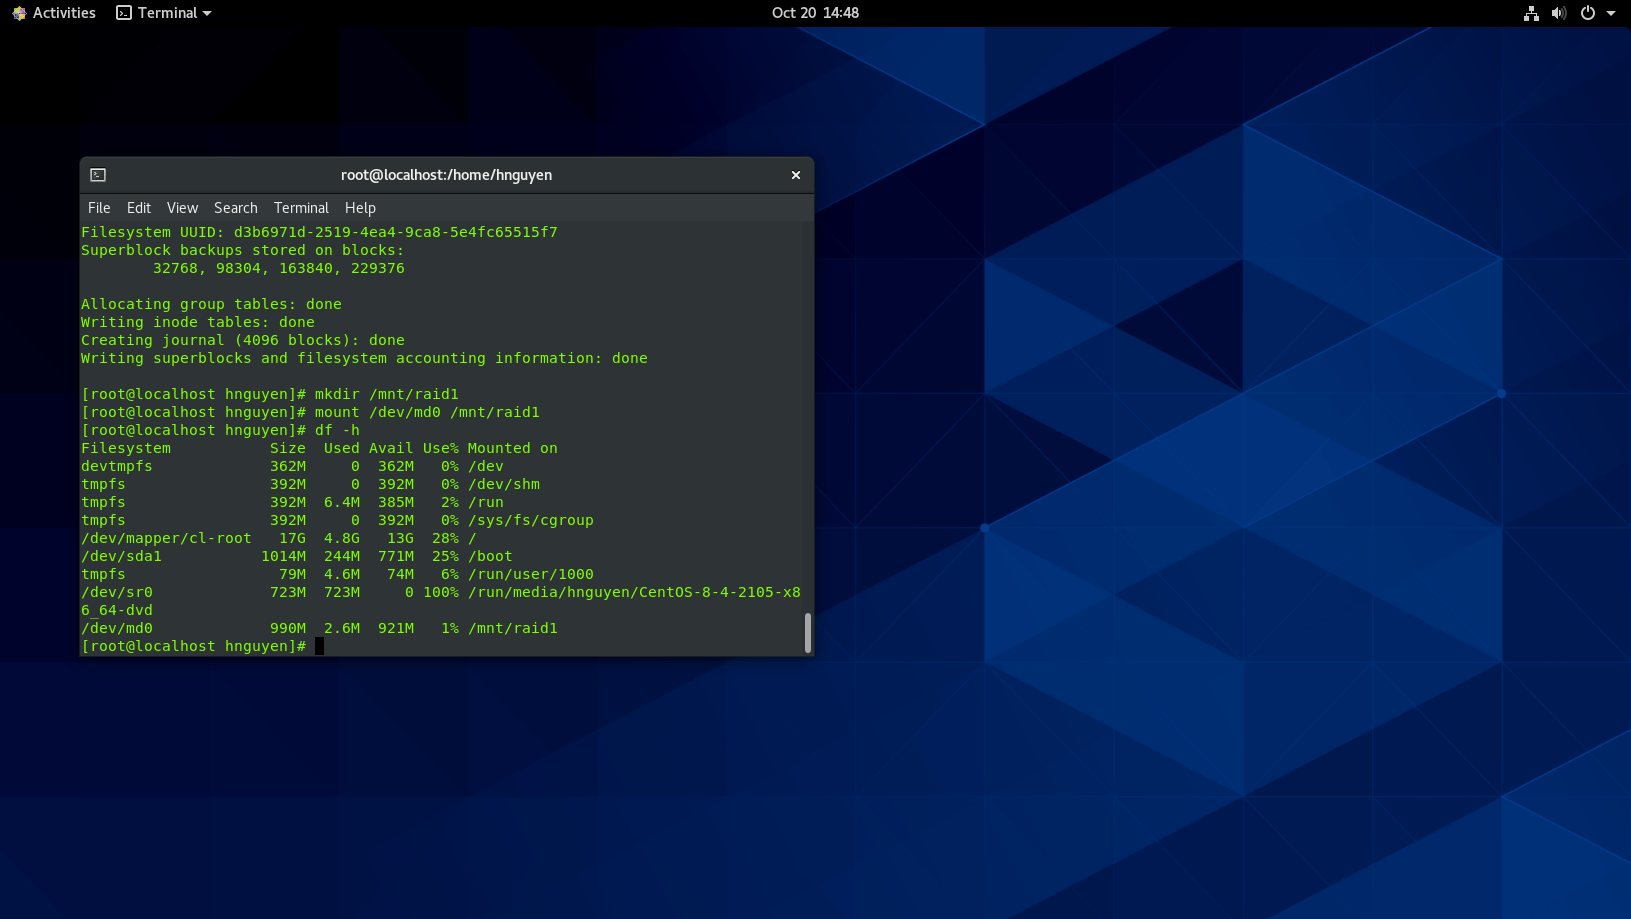 Activities Terminal Oct 20 14:48
root@localhost:/home/hnguyen
File Edit View Search Terminal Help
Filesystem UUID: d3b6971d-2519-4ea4-9ca8-5e4fc65515f7
Superblock backups stored on blocks:
        32768, 98304, 163840, 229376
Allocating group tables: done
Writing inode tables: done
Creating journal (4096 blocks): done
Writing superblocks and filesystem accounting information: done
[root@localhost hnguyen]# mkdir /mnt/raid1
[root@localhost hnguyen]# mount /dev/md0 /mnt/raid1
[root@localhost hnguyen]# df -h
Filesystem           Size  Used Avail Use% Mounted on
devtmpfs             362M     0  362M   0% /dev
tmpfs                392M     0  392M   0% /dev/shm
tmpfs                392M  6.4M  385M   2% /run
tmpfs                392M     0  392M   0% /sys/fs/cgroup
/dev/mapper/cl-root   17G  4.8G   13G  28% /
/dev/sda1           1014M  244M  771M  25% /boot
tmpfs                 79M  4.6M   74M   6% /run/user/1000
/dev/sr0             723M  723M     0 100% /run/media/hnguyen/CentOS-8-4-2105-x8
6_64-dvd
/dev/md0             990M  2.6M  921M   1% /mnt/raid1
[root@localhost hnguyen]#